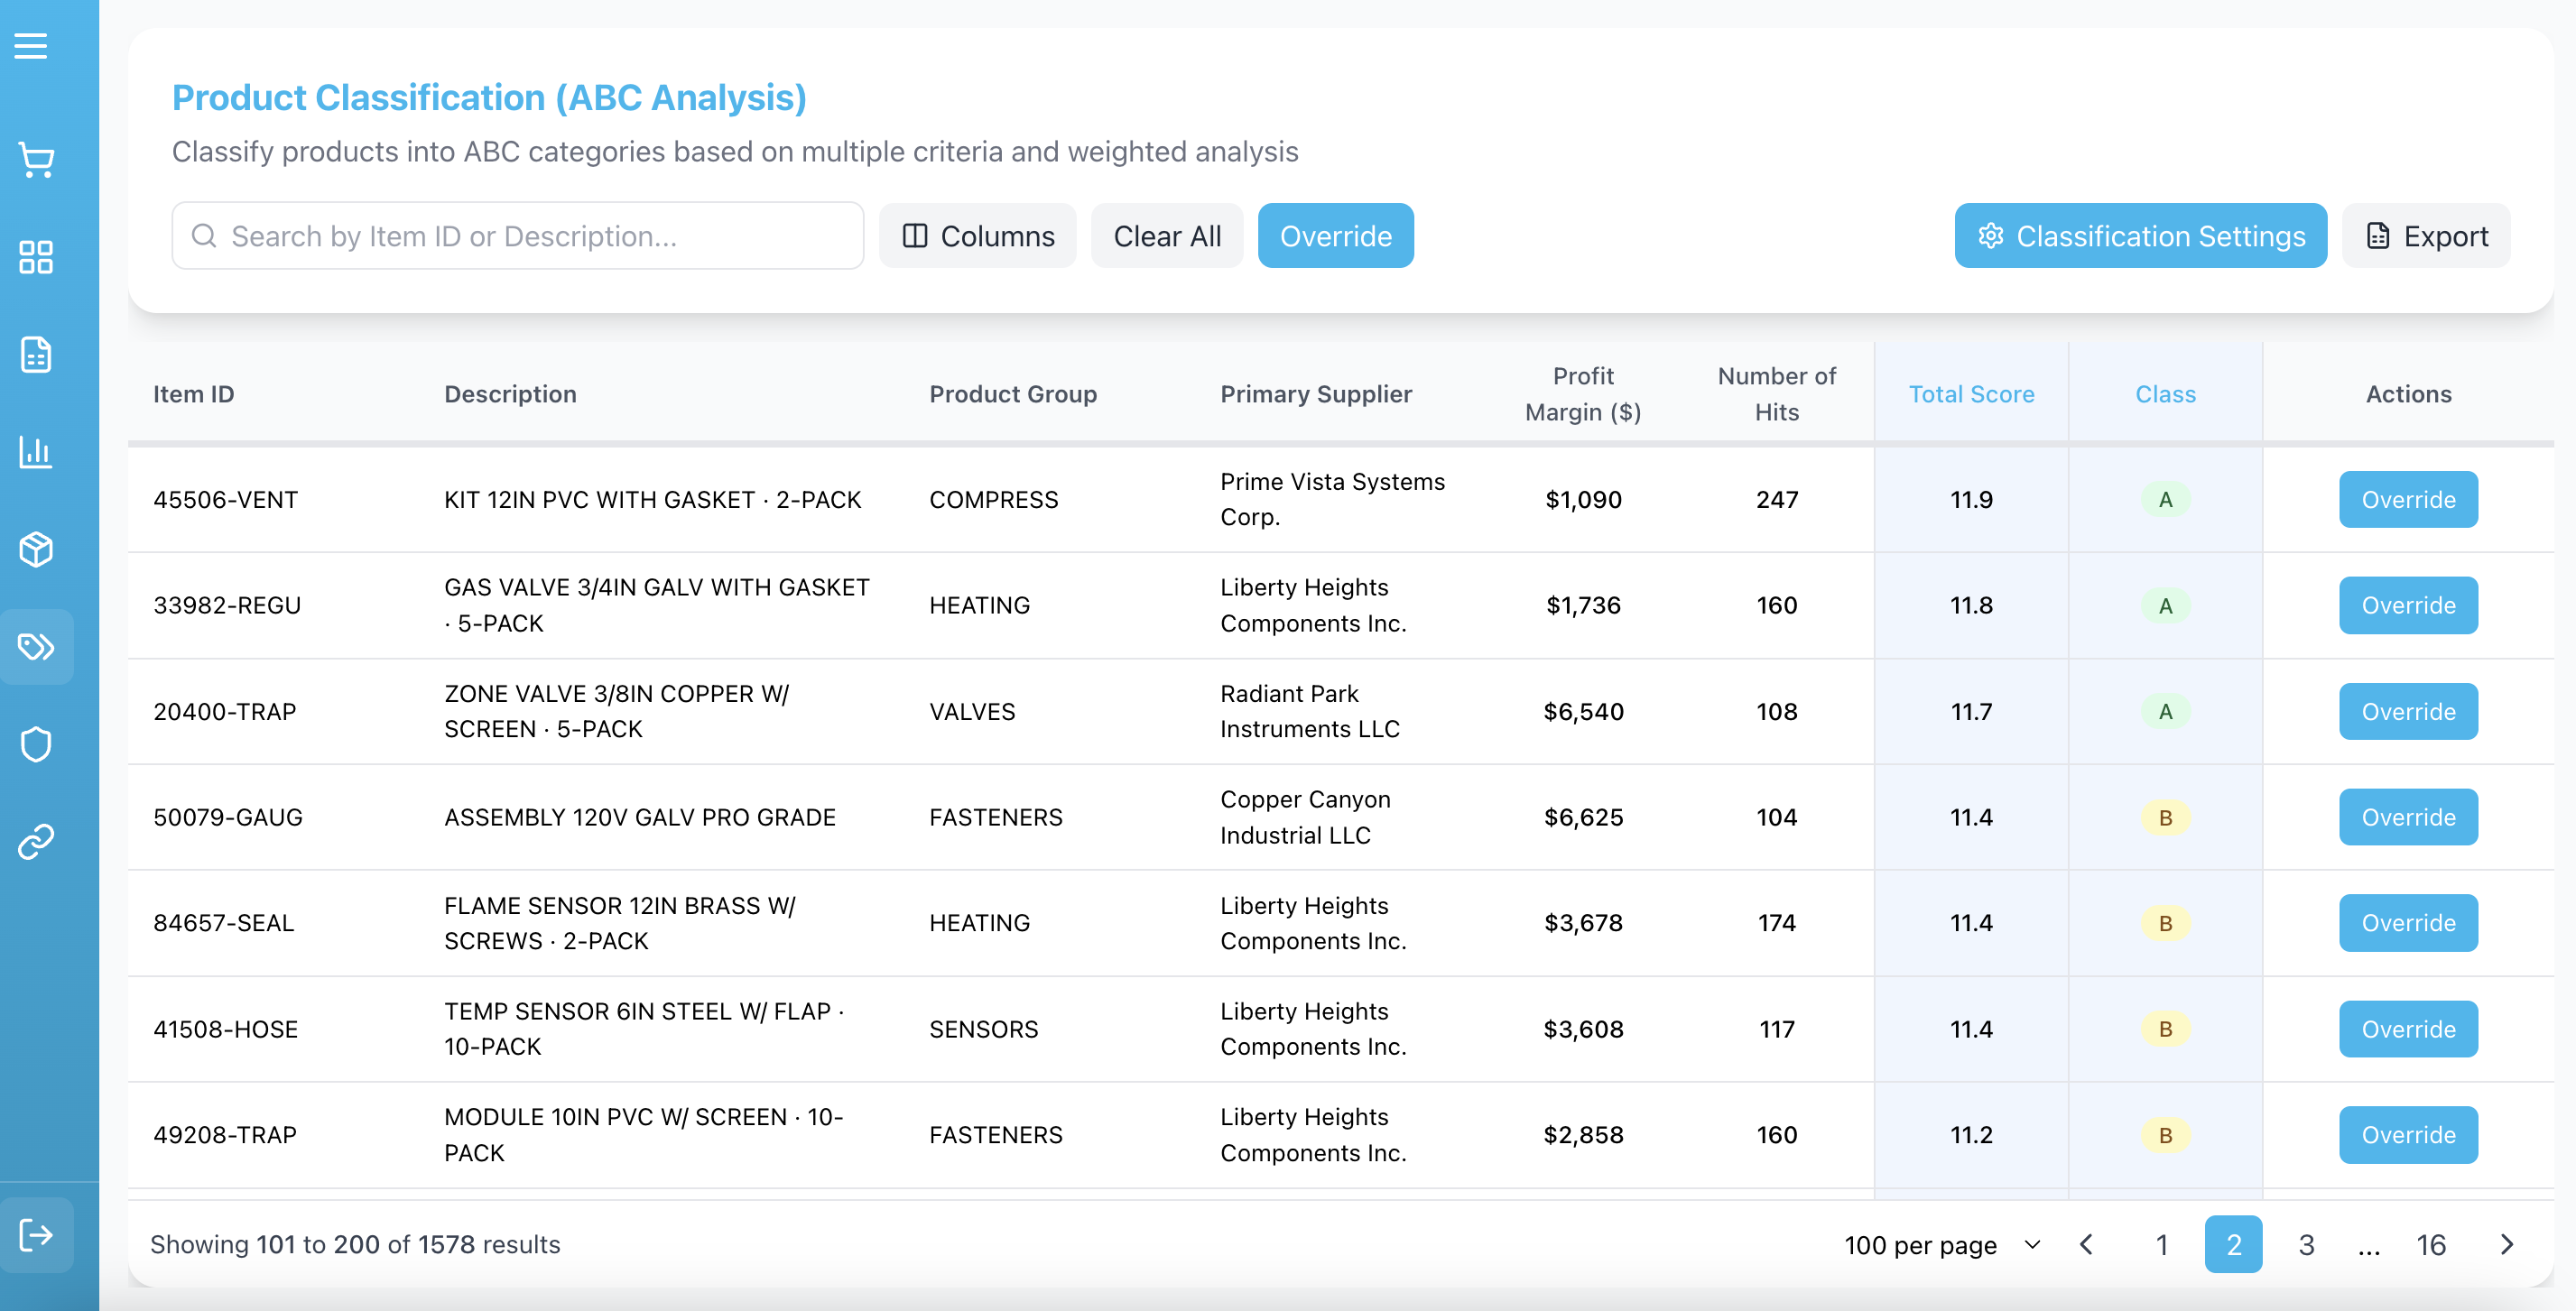 Product Classification (ABC Analysis)
Classify products into ABC categories based on multiple criteria and weighted analysis
Search by Item ID or Description...
Columns
Clear All
Override
Classification Settings
Export
Item ID
Description
Product Group
Primary Supplier
Profit
Margin ($)
Number of
Hits
Total Score
Class
Actions
45506-VENT
KIT 12IN PVC WITH GASKET · 2-PACK
COMPRESS
Prime Vista Systems
Corp.
$1,090
247
11.9
A
Override
33982-REGU
GAS VALVE 3/4IN GALV WITH GASKET
· 5-PACK
HEATING
Liberty Heights
Components Inc.
$1,736
160
11.8
A
Override
20400-TRAP
ZONE VALVE 3/8IN COPPER W/
SCREEN · 5-PACK
VALVES
Radiant Park
Instruments LLC
$6,540
108
11.7
A
Override
50079-GAUG
ASSEMBLY 120V GALV PRO GRADE
FASTENERS
Copper Canyon
Industrial LLC
$6,625
104
11.4
B
Override
84657-SEAL
FLAME SENSOR 12IN BRASS W/
SCREWS · 2-PACK
HEATING
Liberty Heights
Components Inc.
$3,678
174
11.4
B
Override
41508-HOSE
TEMP SENSOR 6IN STEEL W/ FLAP ·
10-PACK
SENSORS
Liberty Heights
Components Inc.
$3,608
117
11.4
B
Override
49208-TRAP
MODULE 10IN PVC W/ SCREEN · 10-
PACK
FASTENERS
Liberty Heights
Components Inc.
$2,858
160
11.2
B
Override
Showing 101 to 200 of 1578 results
100 per page
1
2
3
...
16